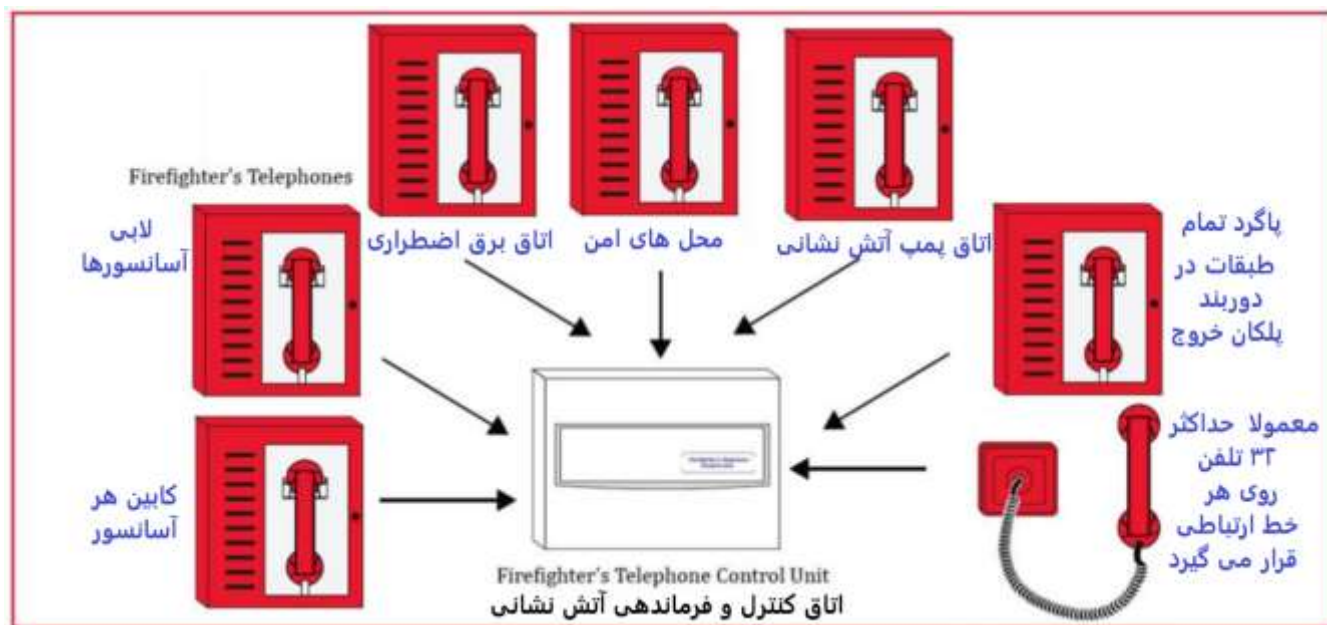 Firefighter's Telephones
لابی
آسانسورها
اتاق برق اضطراری
محل های امن
اتاق پمپ آتش نشانی
پاگرد تمام
طبقات در
دوربند
پلکان خروج
کابین هر
آسانسور
معمولا حداکثر
۳۲ تلفن
روی هر
خط ارتباطی
قرار می گیرد
Firefighter's Telephone Control Unit
اتاق کنترل و فرماندهی آتش نشانی